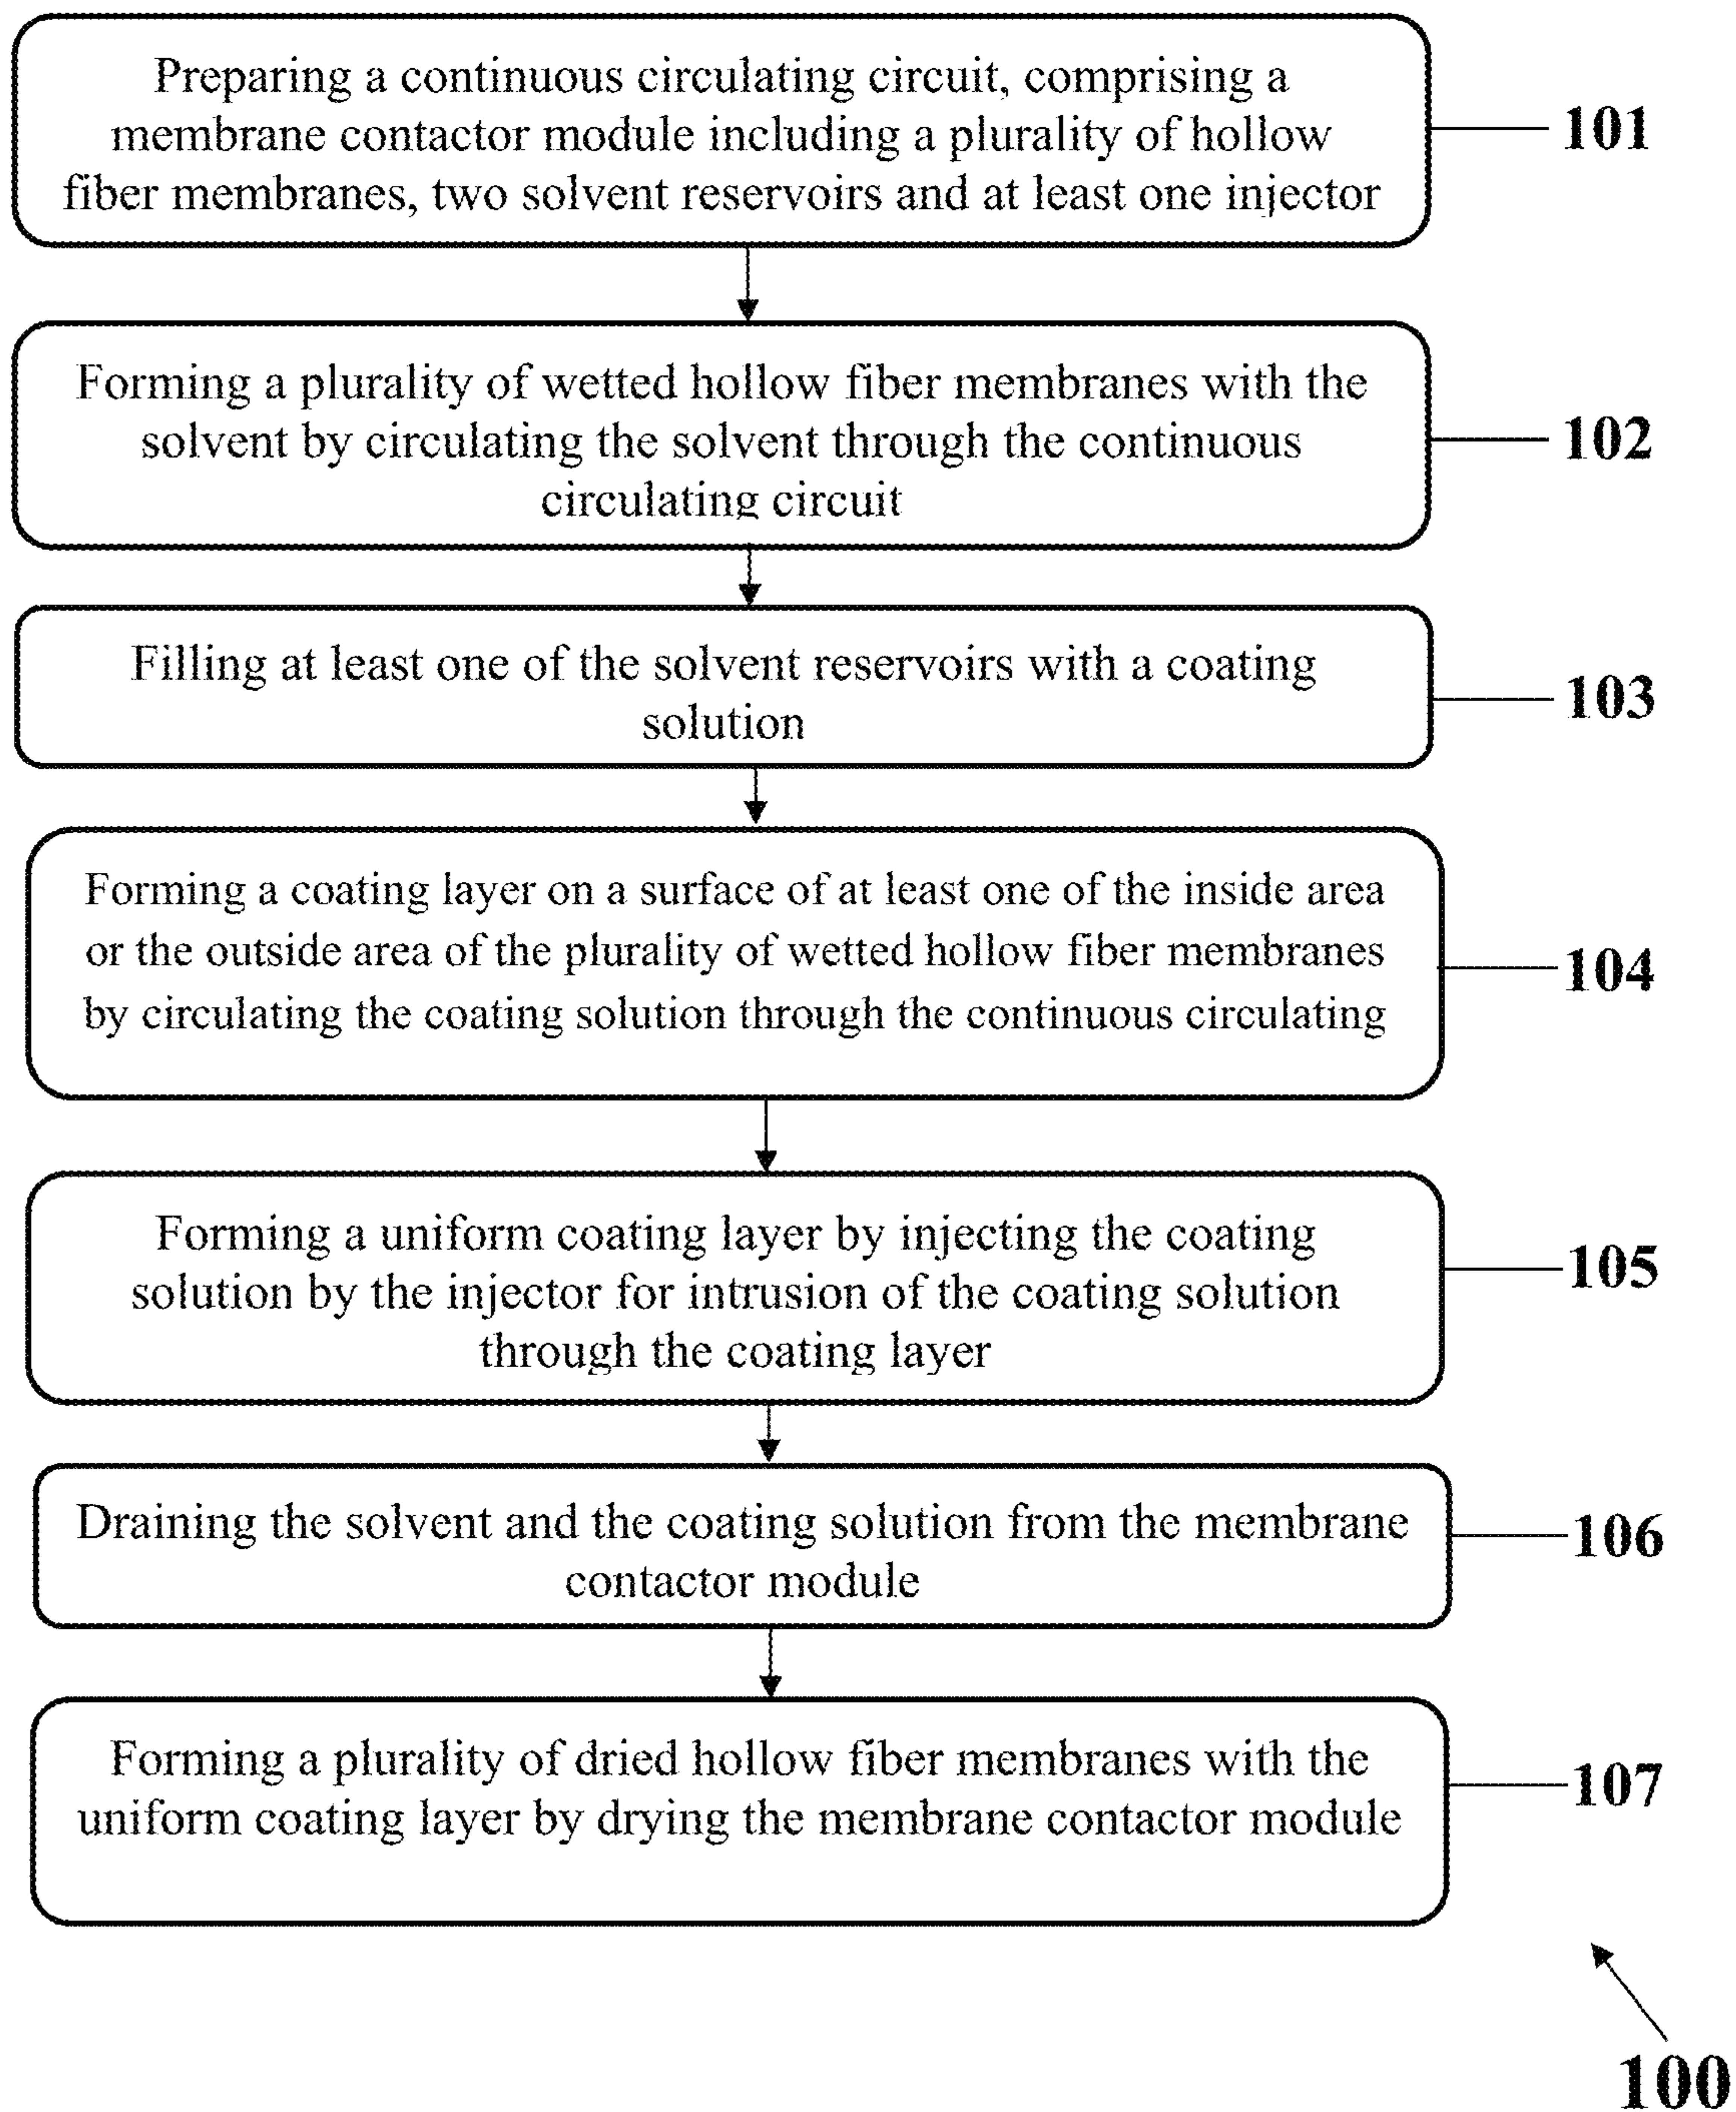 Preparing a continuous circulating circuit, comprising a
membrane contactor module including a plurality of hollow
fiber membranes, two solvent reservoirs and at least one injector
101
Forming a plurality of wetted hollow fiber membranes with the
solvent by circulating the solvent through the continuous
circulating circuit
102
Filling at least one of the solvent reservoirs with a coating
solution
103
Forming a coating layer on a surface of at least one of the inside area
or the outside area of the plurality of wetted hollow fiber membranes
by circulating the coating solution through the continuous circulating
104
Forming a uniform coating layer by injecting the coating
solution by the injector for intrusion of the coating solution
through the coating layer
105
Draining the solvent and the coating solution from the membrane
contactor module
106
Forming a plurality of dried hollow fiber membranes with the
uniform coating layer by drying the membrane contactor module
107
100